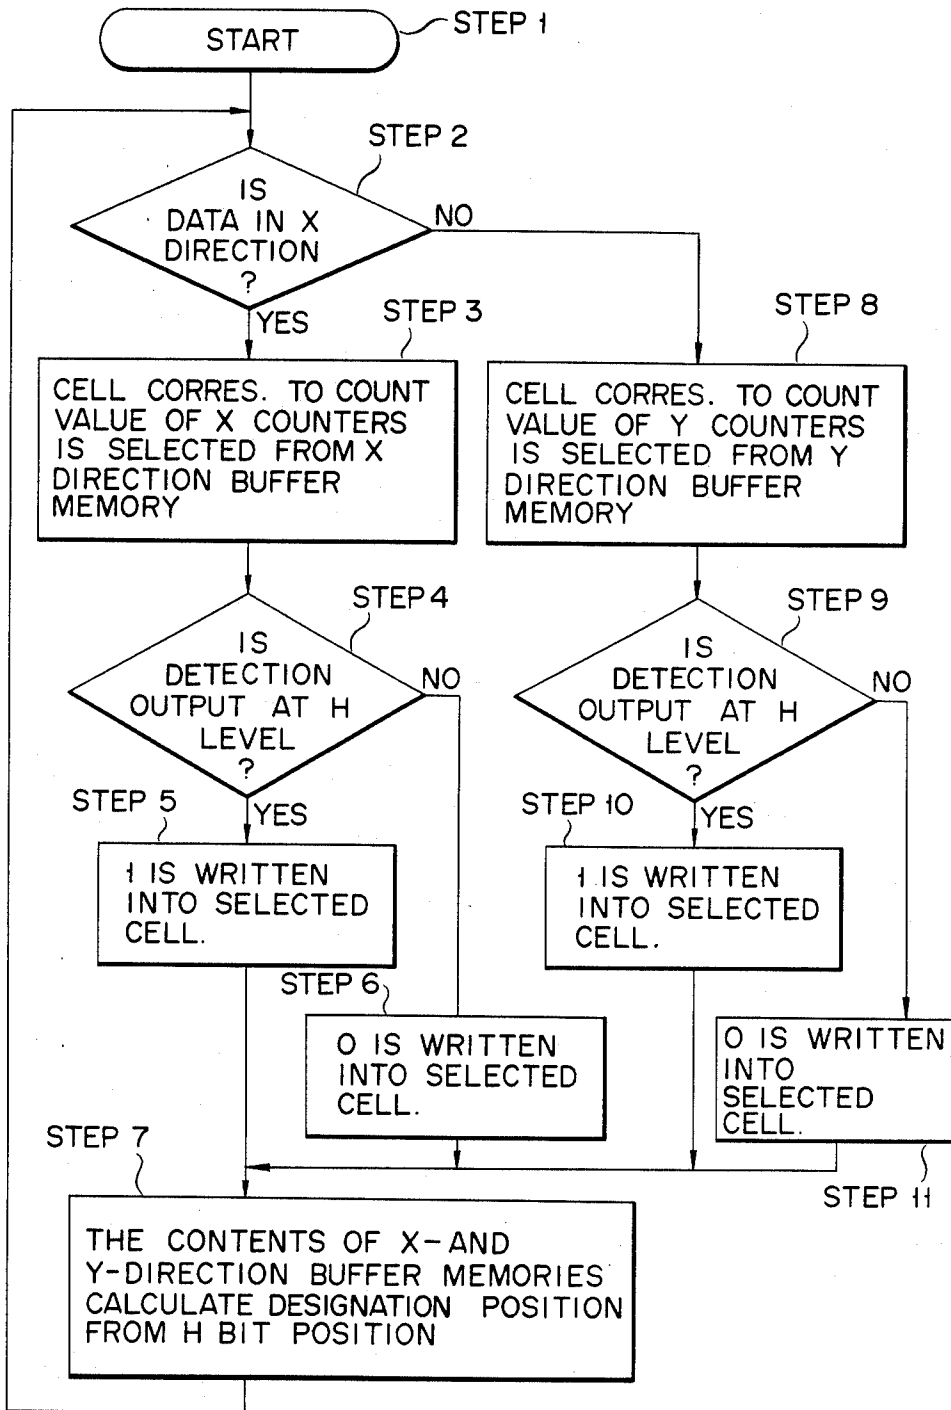 START
STEP 1
STEP 2
IS
DATA IN X
DIRECTION
?
NO
YES
STEP 3
CELL CORRES. TO COUNT
VALUE OF X COUNTERS
IS SELECTED FROM X
DIRECTION BUFFER
MEMORY
STEP 8
CELL CORRES. TO COUNT
VALUE OF Y COUNTERS
IS SELECTED FROM Y
DIRECTION BUFFER
MEMORY
STEP 4
IS
DETECTION
OUTPUT AT H
LEVEL
?
NO
YES
STEP 9
IS
DETECTION
OUTPUT AT H
LEVEL
?
NO
YES
STEP 5
1 IS WRITTEN
INTO SELECTED
CELL.
STEP 10
1 IS WRITTEN
INTO SELECTED
CELL.
STEP 6
0 IS WRITTEN
INTO SELECTED
CELL.
0 IS WRITTEN
INTO
SELECTED
CELL.
STEP 11
STEP 7
THE CONTENTS OF X-AND
Y-DIRECTION BUFFER MEMORIES
CALCULATE DESIGNATION POSITION
FROM H BIT POSITION